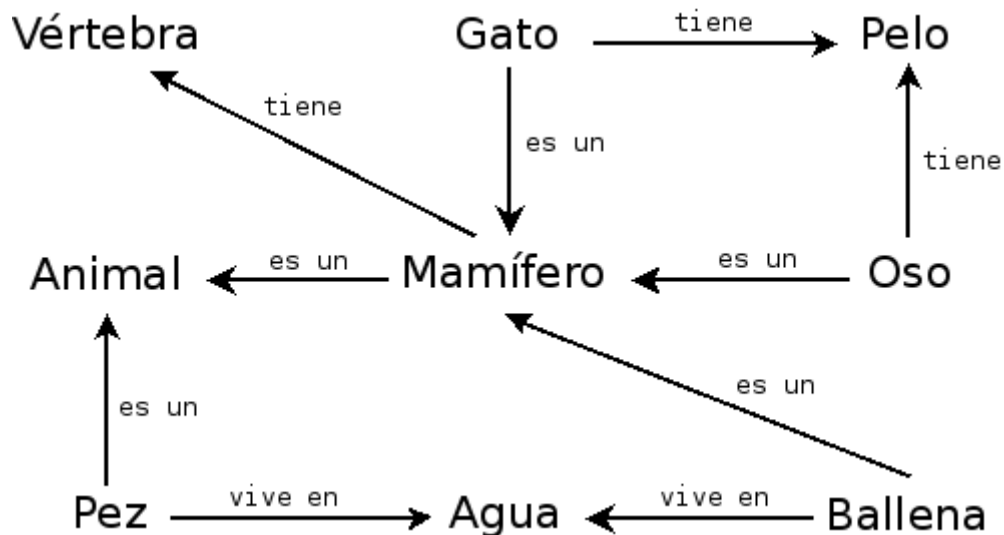 Vértebra
Gato
tiene
Pelo
tiene
es un
tiene
Animal
es un
Mamífero
es un
Oso
es un
es un
Pez
vive en
Agua
vive en
Ballena